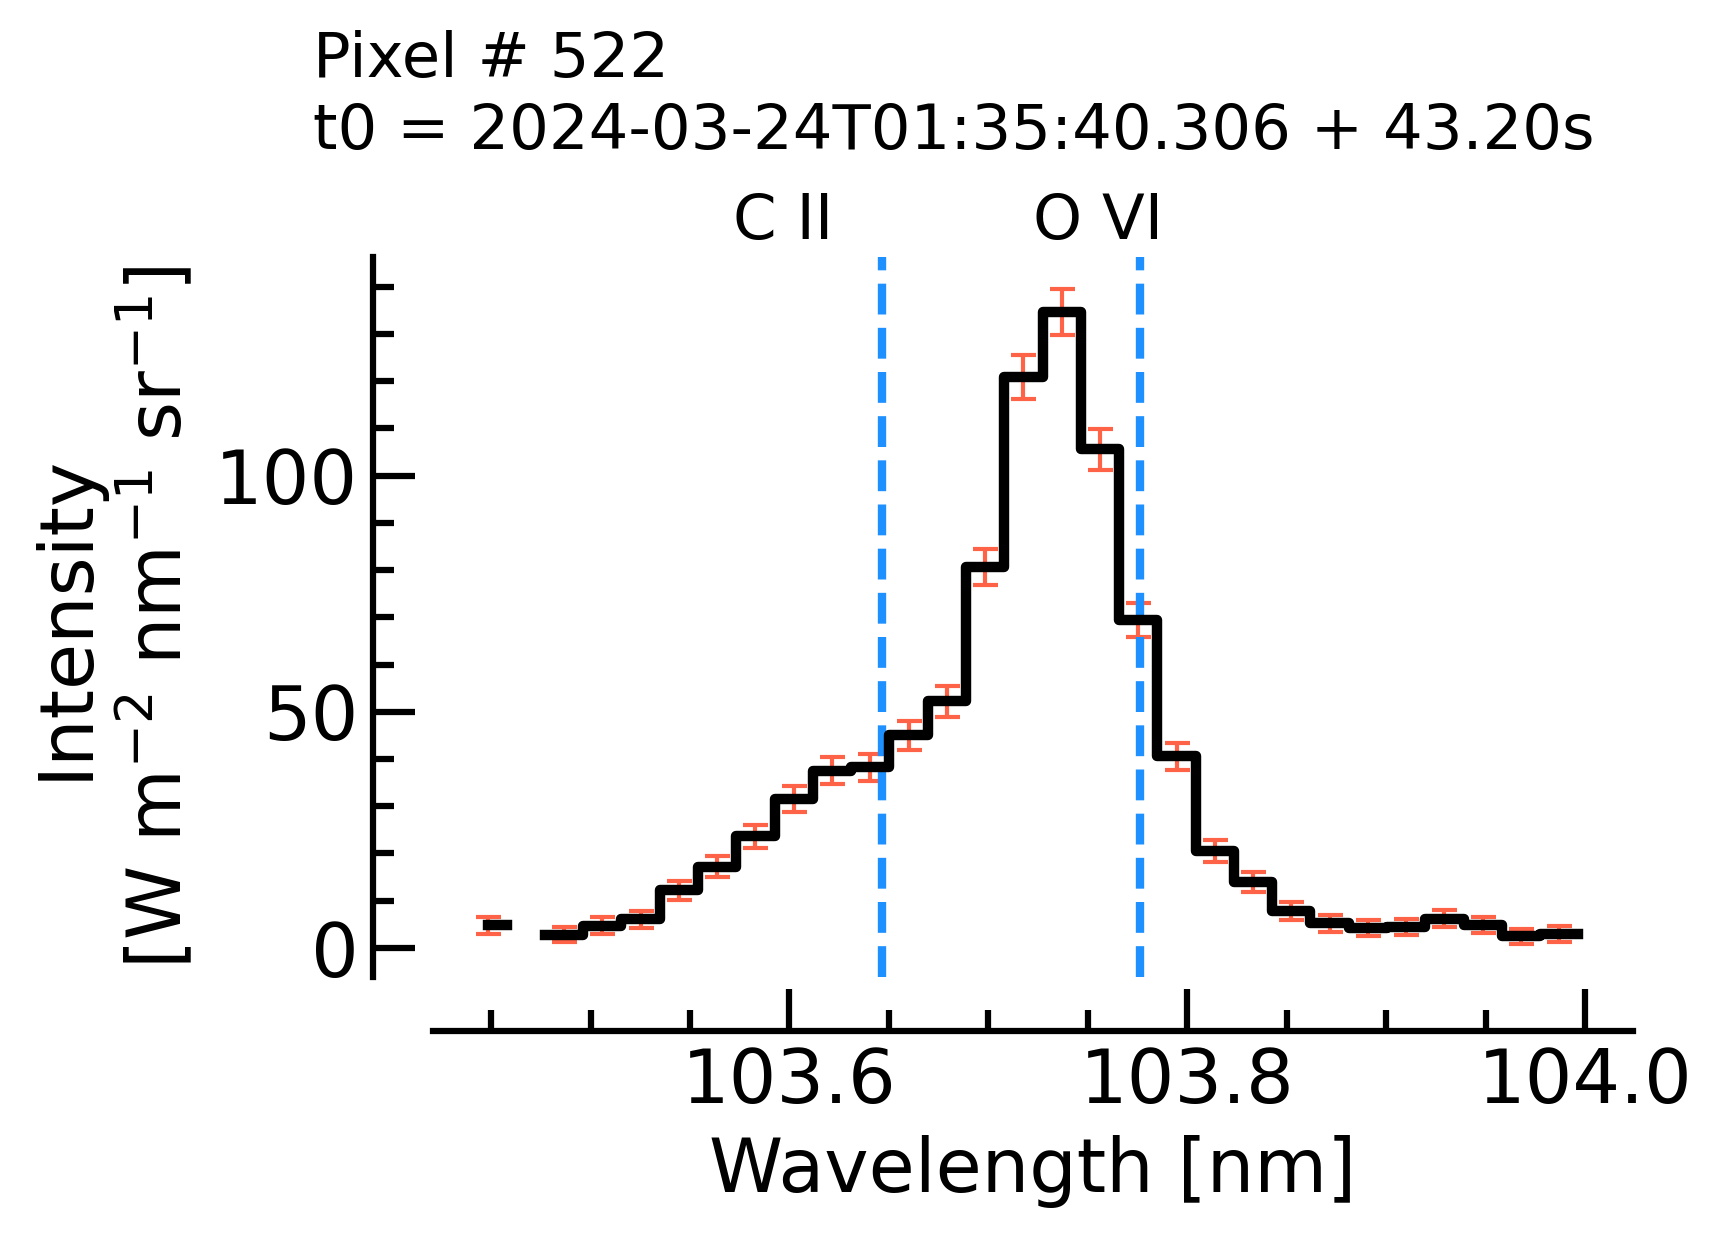 Pixel # 522
t0 = 2024-03-24T01:35:40.306 + 43.20s
C II O VI
Intensity
[W m⁻² nm⁻¹ sr⁻¹]
100
50
0
103.6 103.8 104.0
Wavelength [nm]